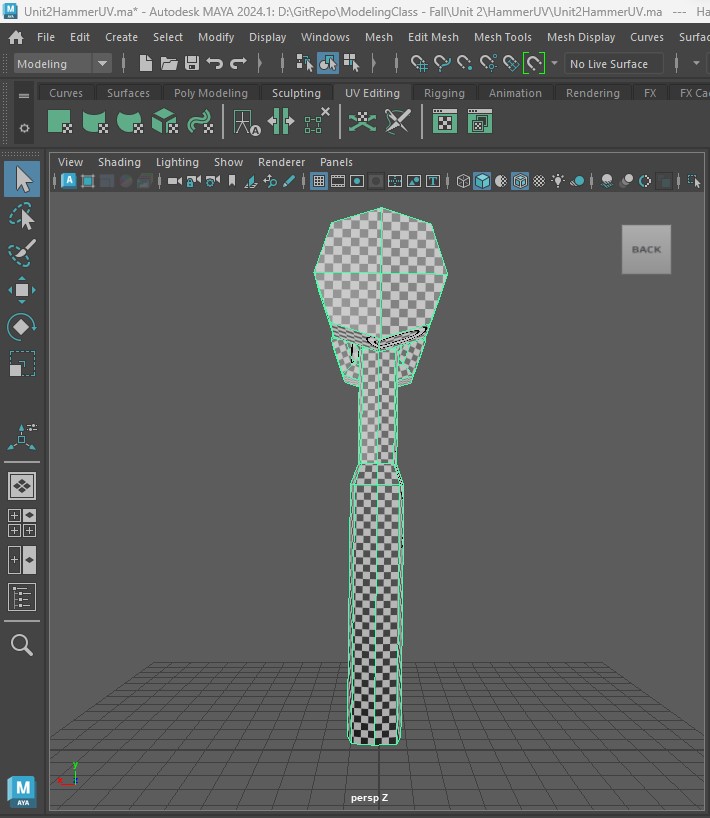 M
MAYA
Unit2HammerUV.ma* - Autodesk MAYA 2024.1: D:\GitRepo\ModelingClass - Fall\Unit 2\HammerUV\Unit2HammerUV.ma --- Ha
File Edit Create Select Modify Display Windows Mesh Edit Mesh Mesh Tools Mesh Display Curves Surfac
Modeling No Live Surface
Curves Surfaces Poly Modeling Sculpting UV Editing Rigging Animation Rendering FX FX Ca
View Shading Lighting Show Renderer Panels
BACK
y
persp Z
M
AYA